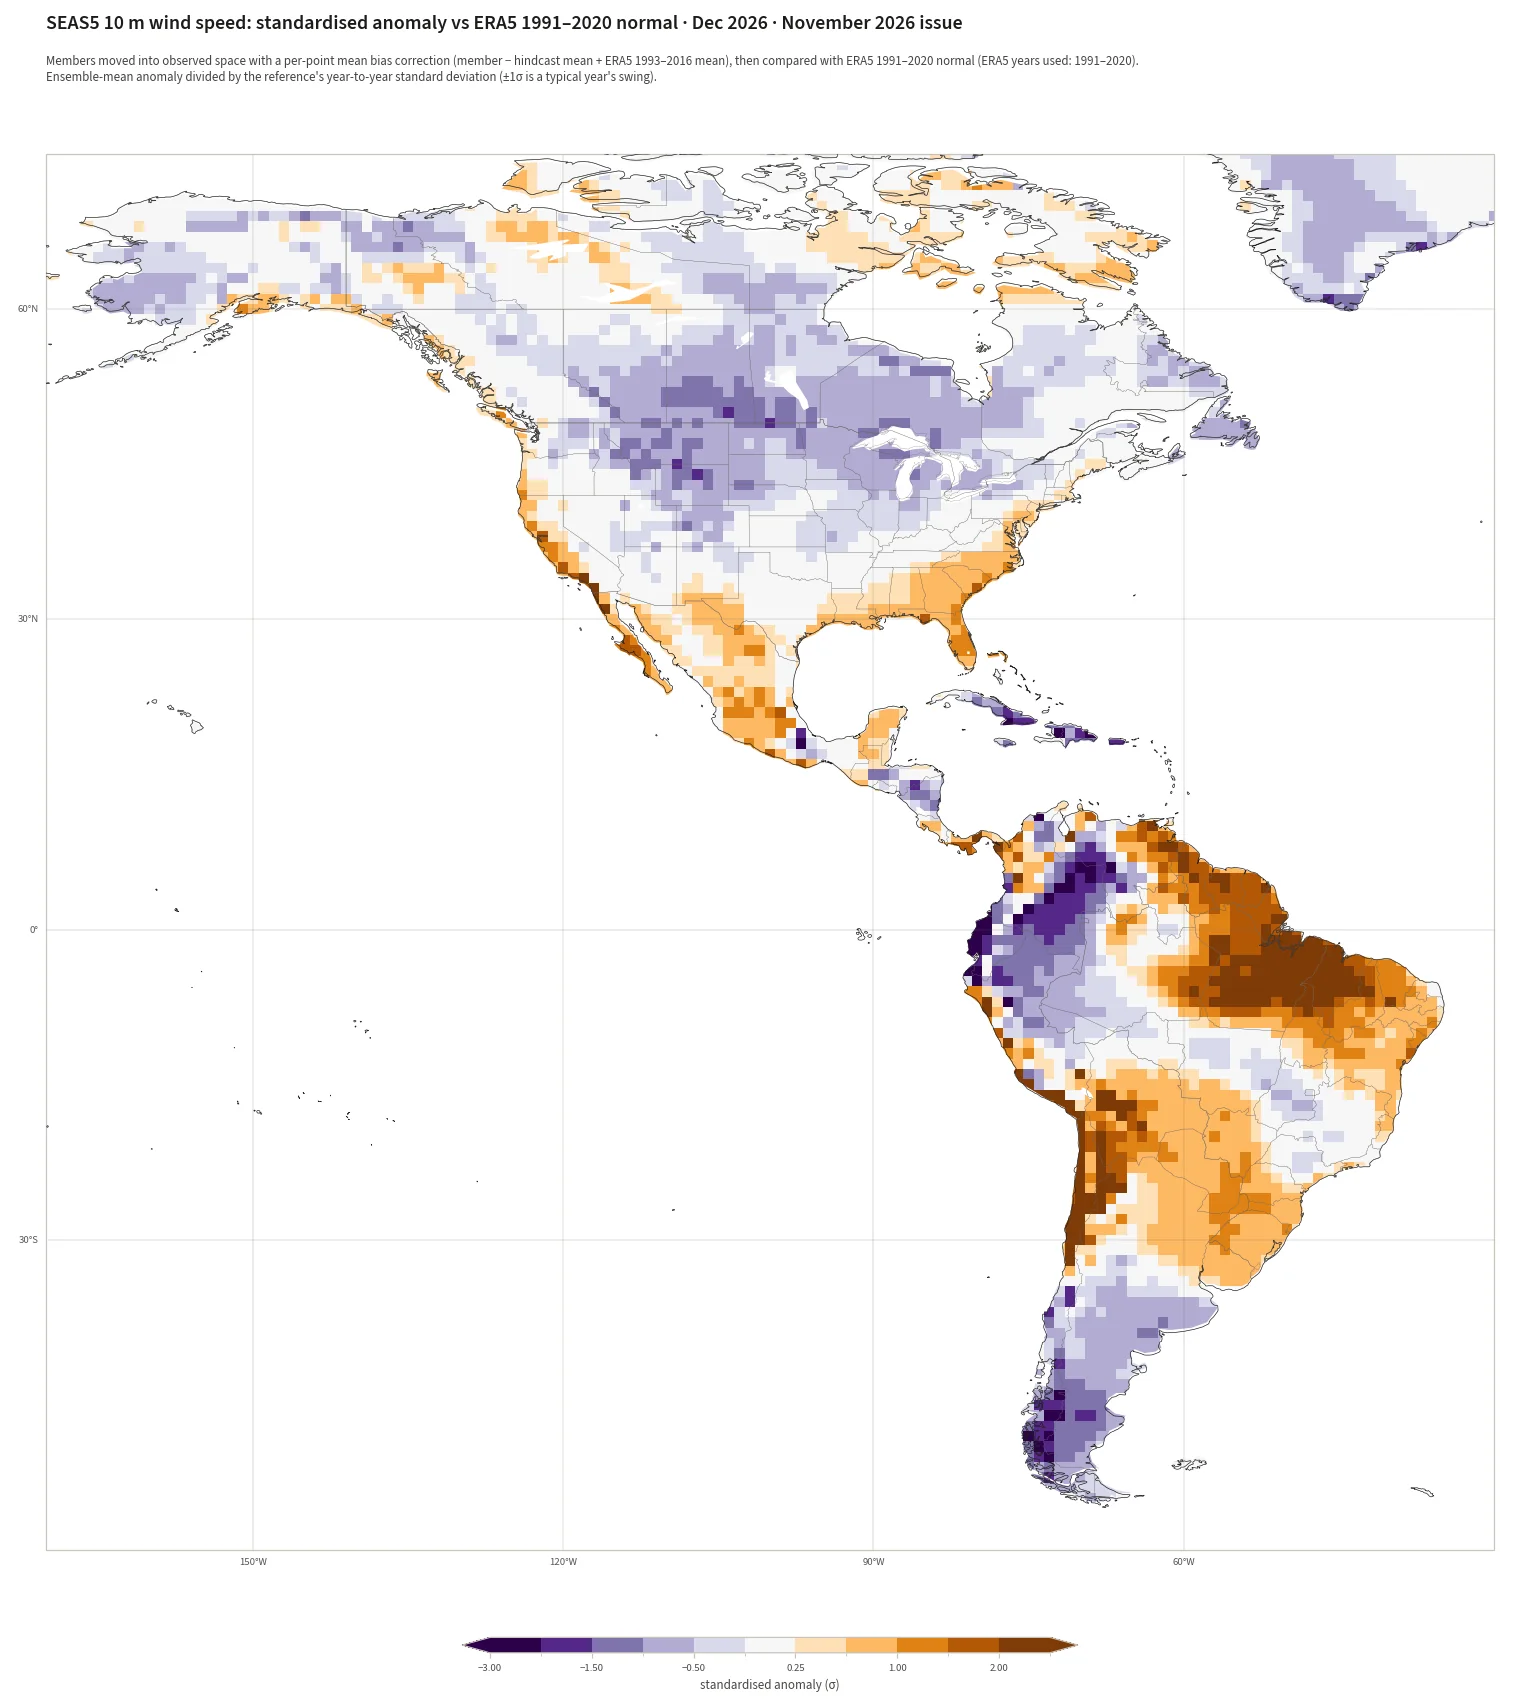 SEAS5 10 m wind speed: standardised anomaly vs ERA5 1991–2020 normal · Dec 2026 · November 2026 issue
Members moved into observed space with a per-point mean bias correction (member − hindcast mean + ERA5 1993–2016 mean), then compared with ERA5 1991–2020 normal (ERA5 years used: 1991–2020).
Ensemble-mean anomaly divided by the reference's year-to-year standard deviation (±1σ is a typical year's swing).
60°N
30°N
0°
30°S
150°W 120°W 90°W 60°W
−3.00 −1.50 −0.50 0.25 1.00 2.00
standardised anomaly (σ)